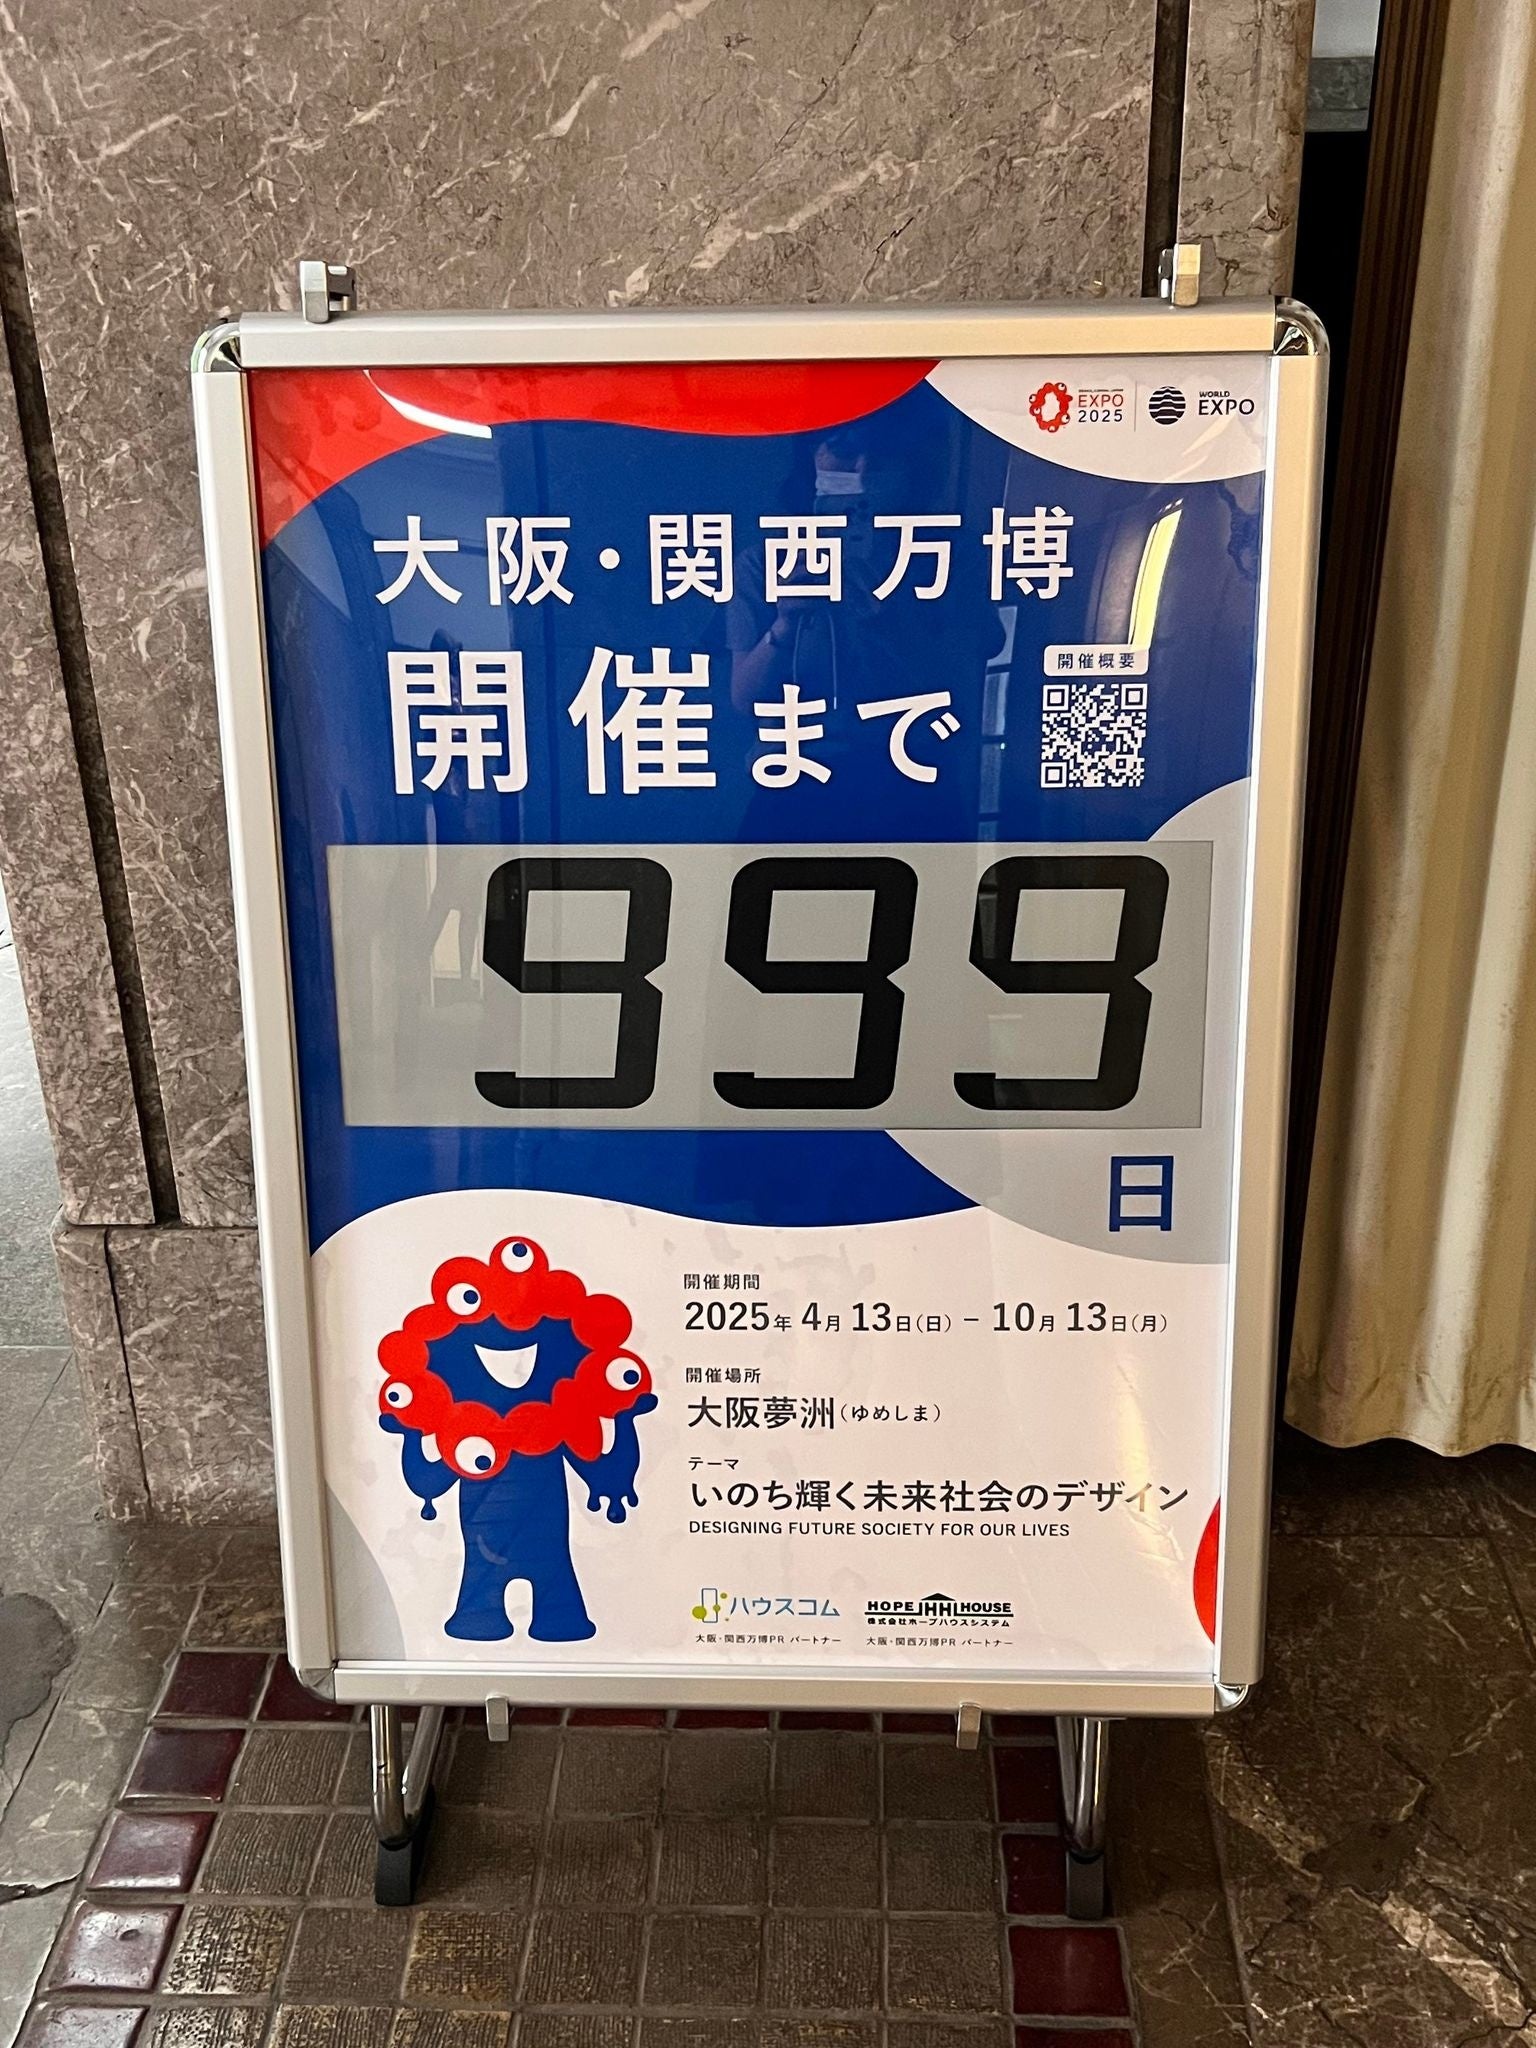 EXPO
2025
WORLD
EXPO
大阪・関西万博
開催まで
開催概要
999
日
開催期間
2025年 4月 13日(日) – 10月 13日(月)
開催場所
大阪夢洲(ゆめしま)
テーマ
いのち輝く未来社会のデザイン
DESIGNING FUTURE SOCIETY FOR OUR LIVES
ハウスコム
大阪・関西万博PR パートナー
HOPE HH HOUSE
株式会社ホープハウスシステム
大阪・関西万博PR パートナー